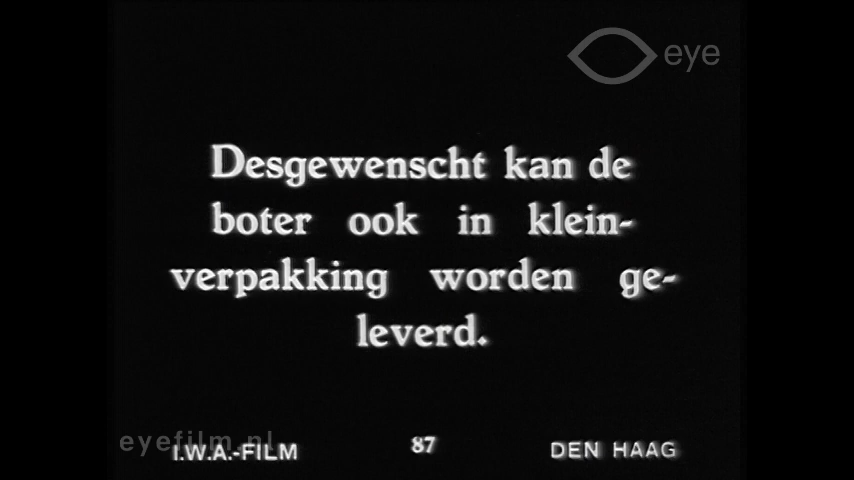 eye
Desgewenscht kan de
boter ook in klein-
verpakking worden ge-
leverd.
eyefilm.nl
I.W.A.-FILM 87 DEN HAAG